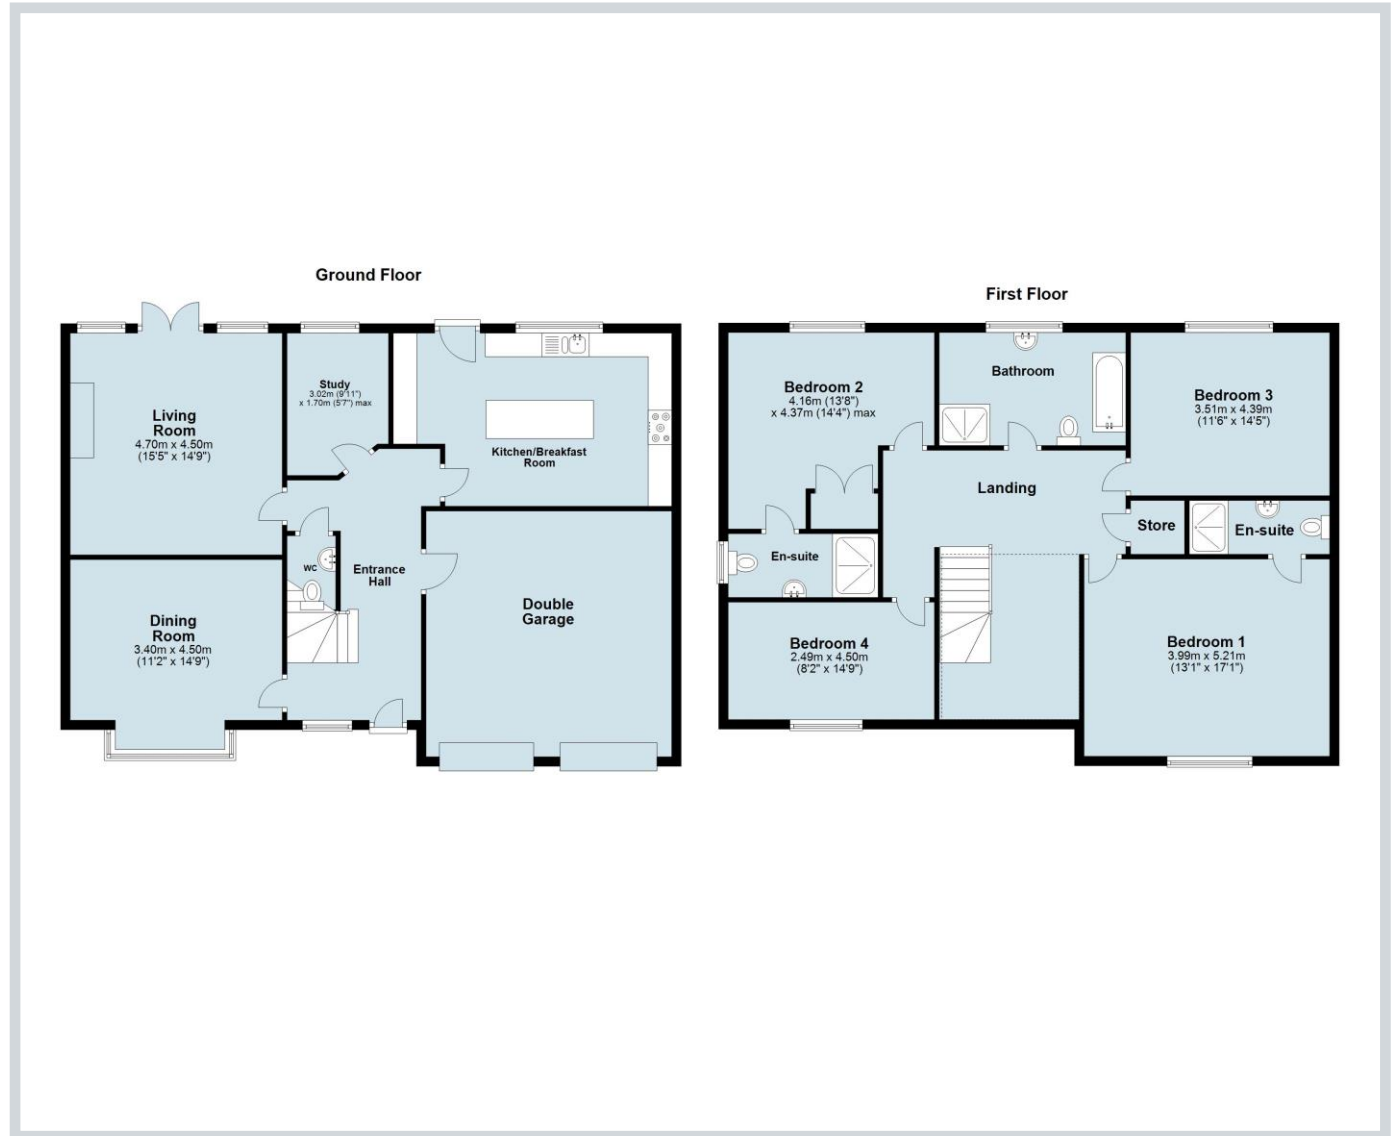 Ground Floor
Living
Room
4.70m x 4.50m
(15'5" x 14'9")
Study
3.02m (9'11")
x 1.70m (5'7") max
Kitchen/Breakfast
Room
WC
Entrance
Hall
Dining
Room
3.40m x 4.50m
(11'2" x 14'9")
Double
Garage
First Floor
Bedroom 2
4.16m (13'8")
x 4.37m (14'4") max
Bathroom
Bedroom 3
3.51m x 4.39m
(11'6" x 14'5")
Landing
Store
En-suite
En-suite
Bedroom 4
2.49m x 4.50m
(8'2" x 14'9")
Bedroom 1
3.99m x 5.21m
(13'1" x 17'1")